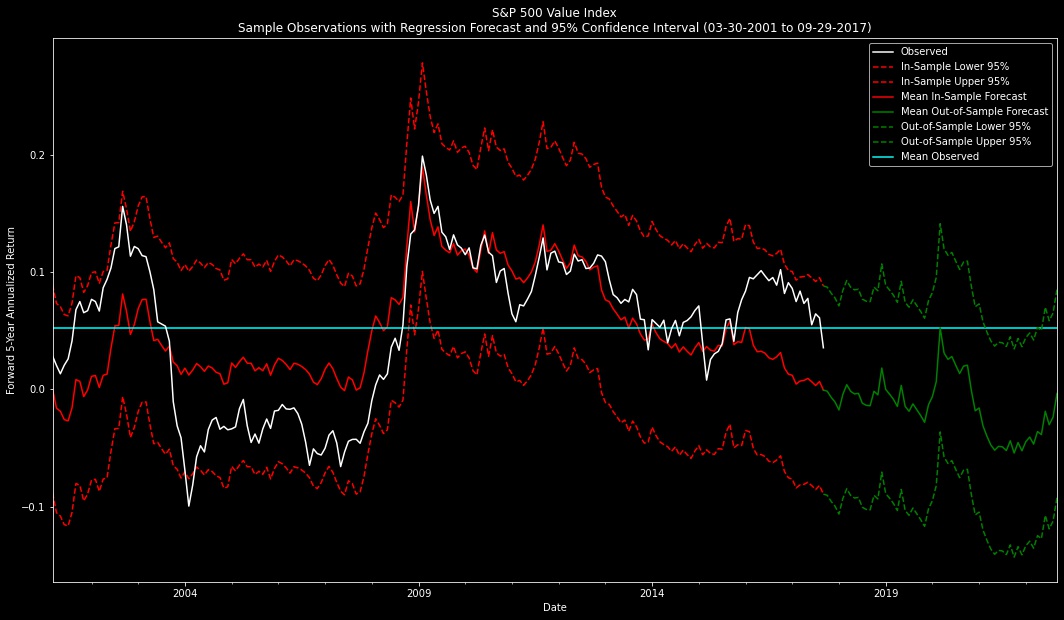 S&P 500 Value Index
Sample Observations with Regression Forecast and 95% Confidence Interval (03-30-2001 to 09-29-2017)
Observed
In-Sample Lower 95%
In-Sample Upper 95%
Mean In-Sample Forecast
Mean Out-of-Sample Forecast
Out-of-Sample Lower 95%
Out-of-Sample Upper 95%
Mean Observed
Forward 5-Year Annualized Return
0.2
0.1
0.0
−0.1
2004
2009
2014
2019
Date